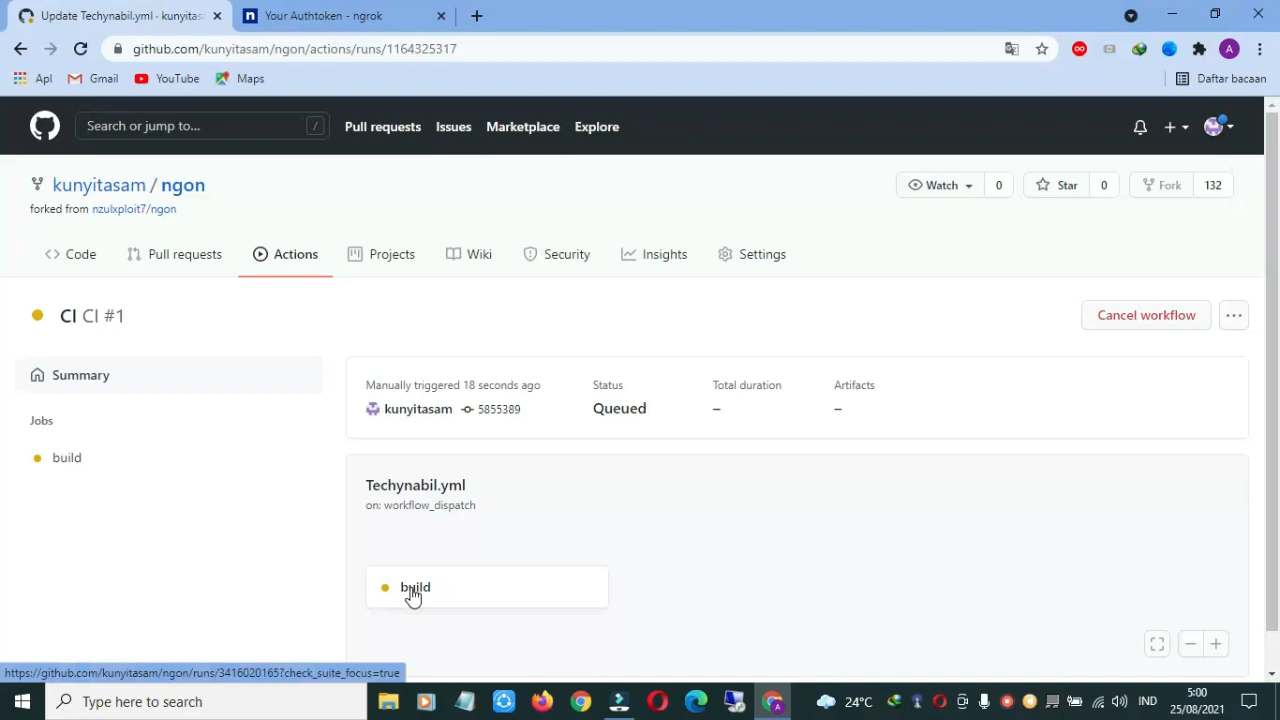 Update Techynabil.yml · kunyitasa
Your Authtoken - ngrok
github.com/kunyitasam/ngon/actions/runs/1164325317
Apl
Gmail
YouTube
Maps
Daftar bacaan
Search or jump to...
/
Pull requests
Issues
Marketplace
Explore
kunyitasam / ngon
Watch
0
Star
0
Fork
132
forked from nzulxploit7/ngon
Code
Pull requests
Actions
Projects
Wiki
Security
Insights
Settings
CI CI #1
Cancel workflow
Summary
Jobs
build
Manually triggered 18 seconds ago
kunyitasam 5855389
Status
Queued
Total duration
–
Artifacts
–
Techynabil.yml
on: workflow_dispatch
build
https://github.com/kunyitasam/ngon/runs/3416020165?check_suite_focus=true
Type here to search
24°C
IND
5:00
25/08/2021